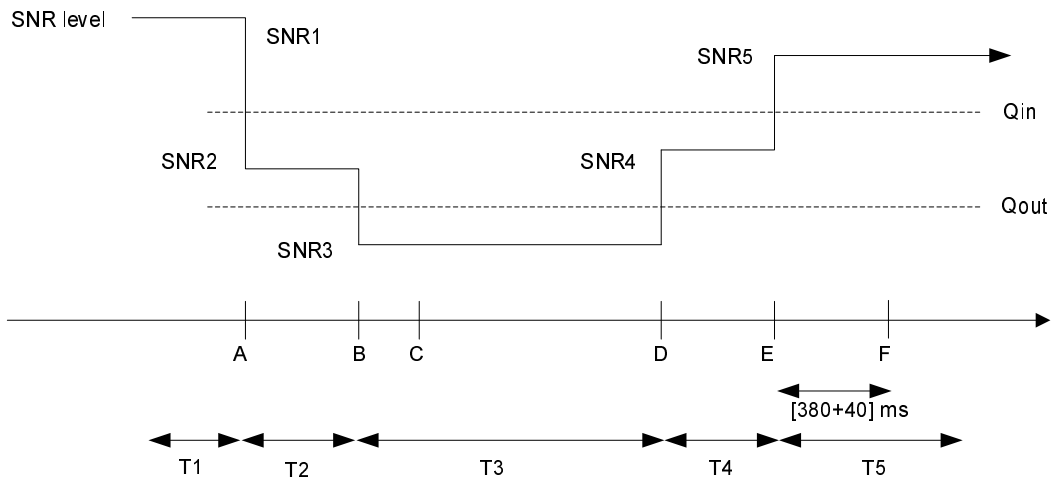 SNR level
SNR1
SNR5
Qin
SNR2
SNR4
Qout
SNR3
A B C D E F
[380+40] ms
T1 T2 T3 T4 T5